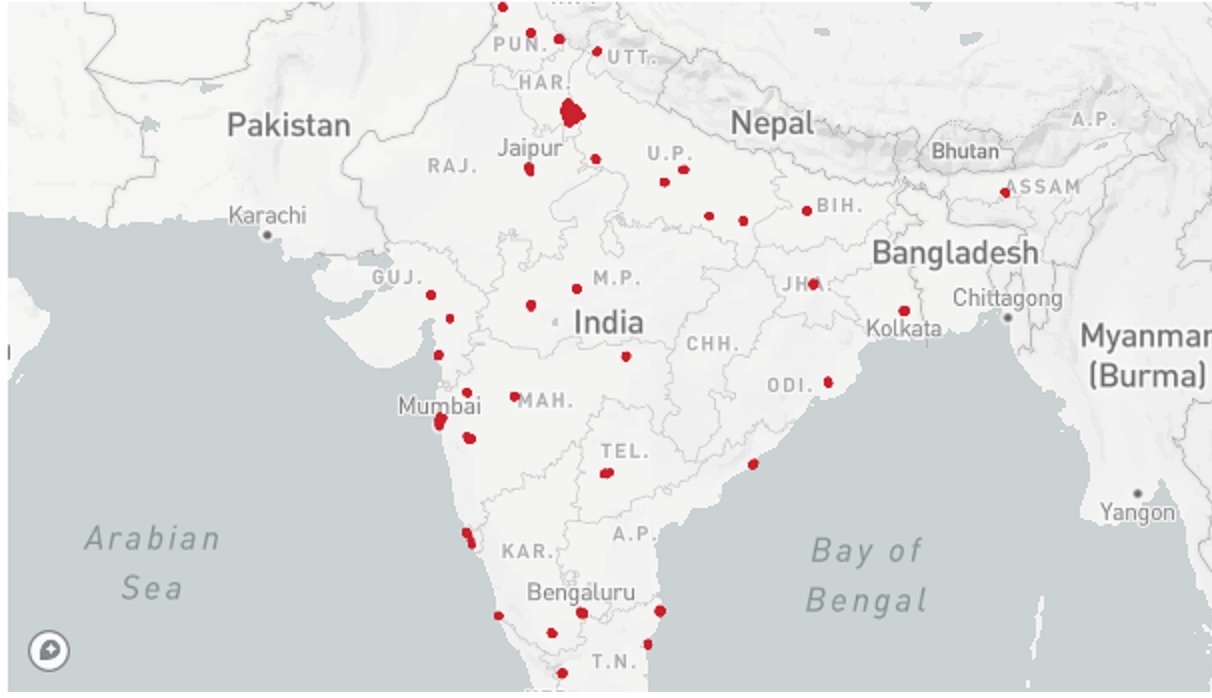 PUN.
UTT.
HAR.
Pakistan
Nepal
A.P.
Jaipur
U.P.
Bhutan
RAJ.
ASSAM
Karachi
BIH.
Bangladesh
GUJ.
M.P.
JHA.
Chittagong
India
Kolkata
CHH.
Myanmar
(Burma)
ODI.
Mumbai
MAH.
TEL.
Yangon
A.P.
Arabian
Sea
KAR.
Bay of
Bengal
Bengaluru
T.N.